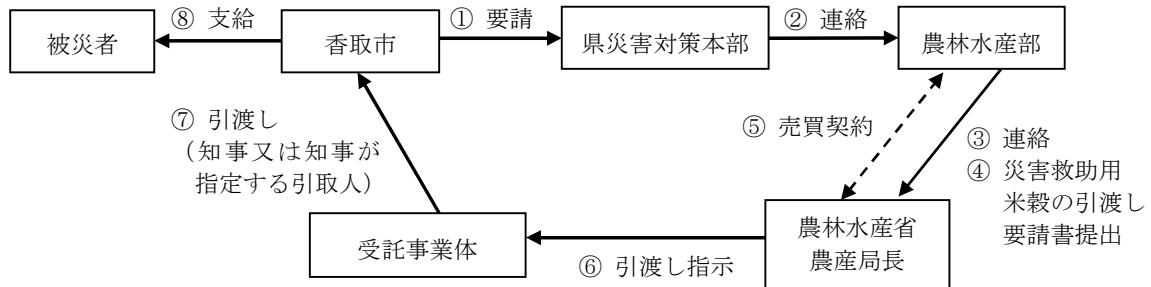 ⑧ 支給
① 要請
② 連絡
被災者
香取市
県災害対策本部
農林水産部
⑦ 引渡し
（知事又は知事が
指定する引取人）
⑤ 売買契約
③ 連絡
④ 災害救助用
米穀の引渡し
要請書提出
受託事業体
⑥ 引渡し指示
農林水産省
農産局長